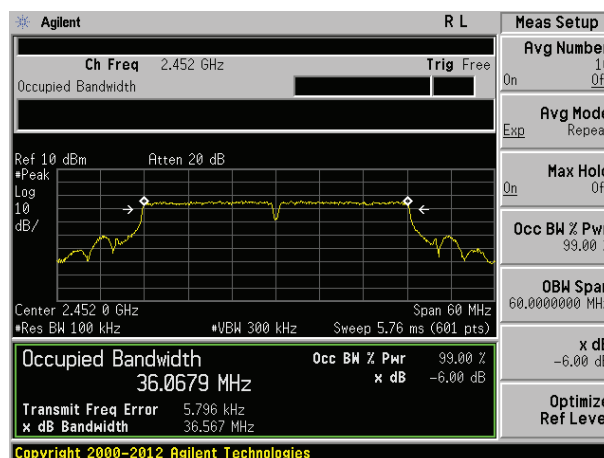 Agilent R L Meas Setup
Ch Freq 2.452 GHz Trig Free
Occupied Bandwidth
Avg Number
10
On Of
Avg Mode
Exp Repea
Max Hold
On Of
Occ BW % Pwr
99.00 %
OBW Span
60.0000000 MHz
x dB
-6.00 dB
Optimize
Ref Level
Ref 10 dBm Atten 20 dB
#Peak
Log
10
dB/
Center 2.452 0 GHz Span 60 MHz
#Res BW 100 kHz #VBW 300 kHz Sweep 5.76 ms (601 pts)
Occupied Bandwidth Occ BW % Pwr 99.00 %
36.0679 MHz x dB -6.00 dB
Transmit Freq Error 5.796 kHz
x dB Bandwidth 36.567 MHz
Copyright 2000-2012 Agilent Technologies